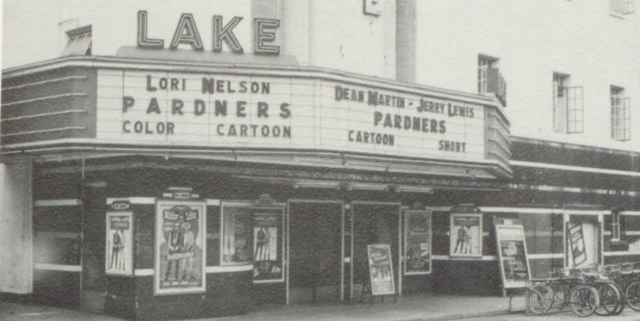 LAKE
LORI NELSON
PARDNERS
COLOR CARTOON
DEAN MARTIN - JERRY LEWIS
PARDNERS
CARTOON SHORT